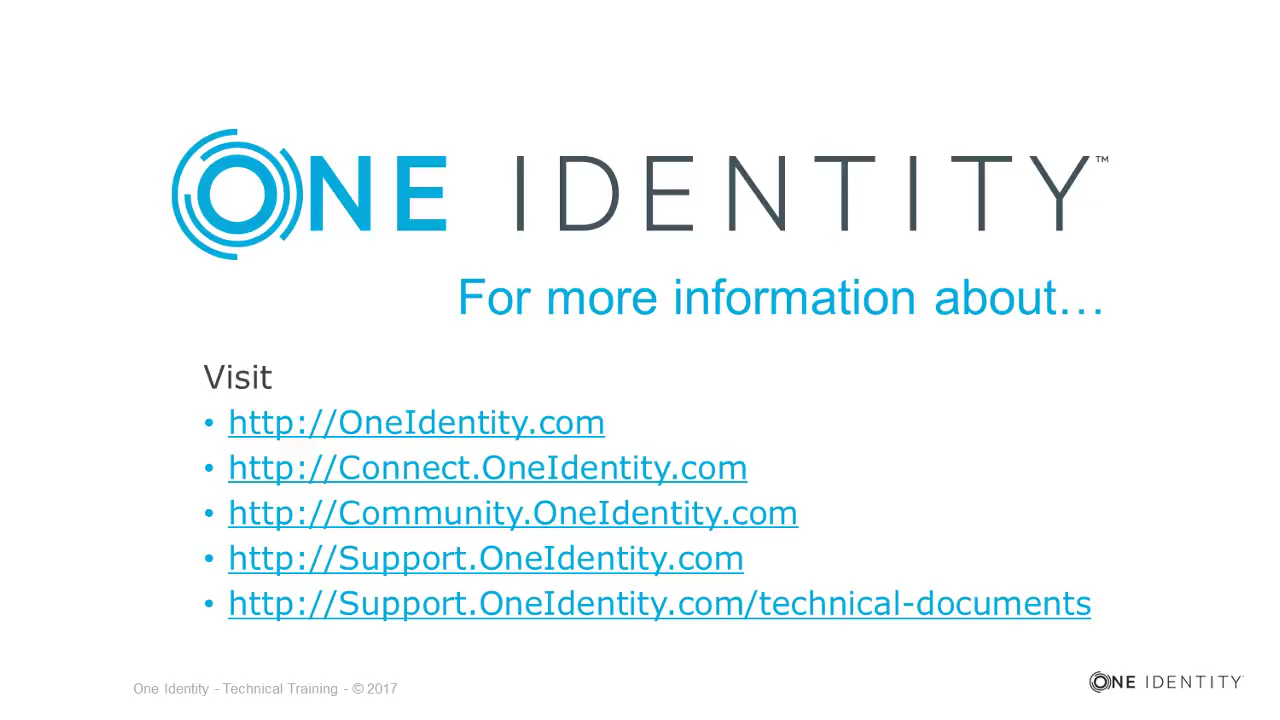 ONE IDENTITY™
For more information about…
Visit
• http://OneIdentity.com
• http://Connect.OneIdentity.com
• http://Community.OneIdentity.com
• http://Support.OneIdentity.com
• http://Support.OneIdentity.com/technical-documents
One Identity - Technical Training - © 2017
ONE IDENTITY